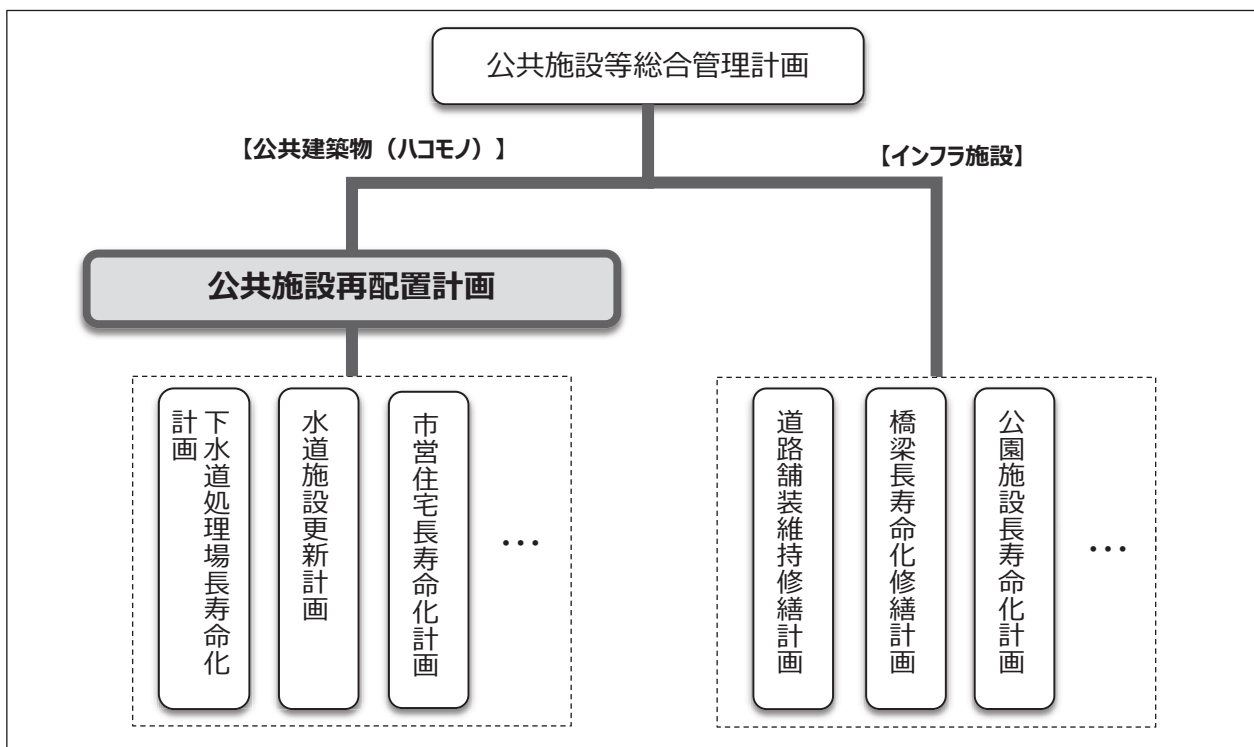 公共施設等総合管理計画
【公共建築物（ハコモノ）】
【インフラ施設】
公共施設再配置計画
下水道処理場長寿命化
計画
水道施設更新計画
市営住宅長寿命化計画
…
道路舗装維持修繕計画
橋梁長寿命化修繕計画
公園施設長寿命化計画
…